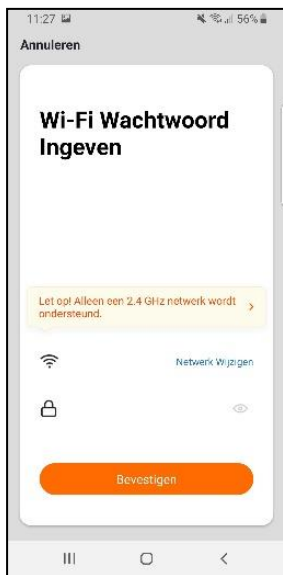 11:27 56%
Annuleren
Wi-Fi Wachtwoord
Ingeven
Let op! Alleen een 2.4 GHz netwerk wordt
ondersteund.
Netwerk Wijzigen
Bevestigen